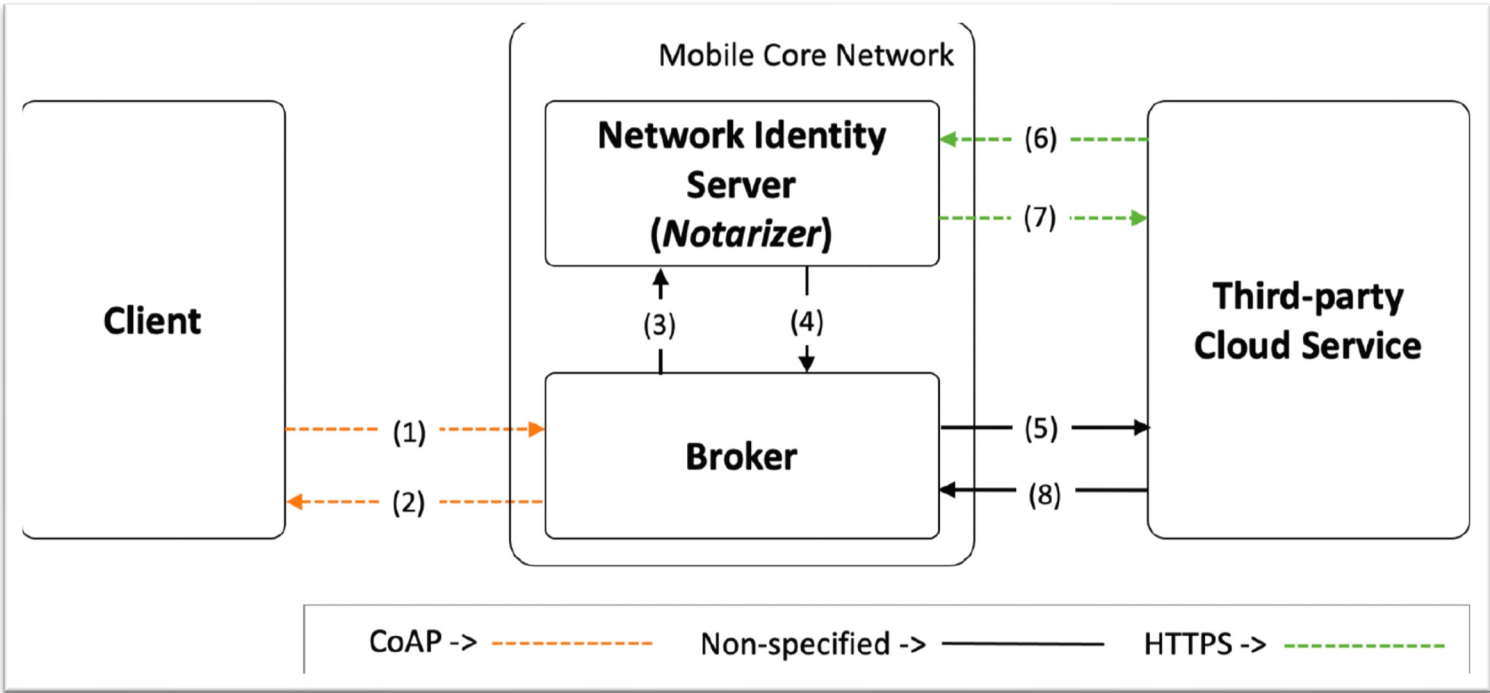 Mobile Core Network
Network Identity
Server
(Notarizer)
(6)
(7)
Client
(3)
(4)
Third-party
Cloud Service
(1)
(2)
Broker
(5)
(8)
CoAP ->
Non-specified ->
HTTPS ->